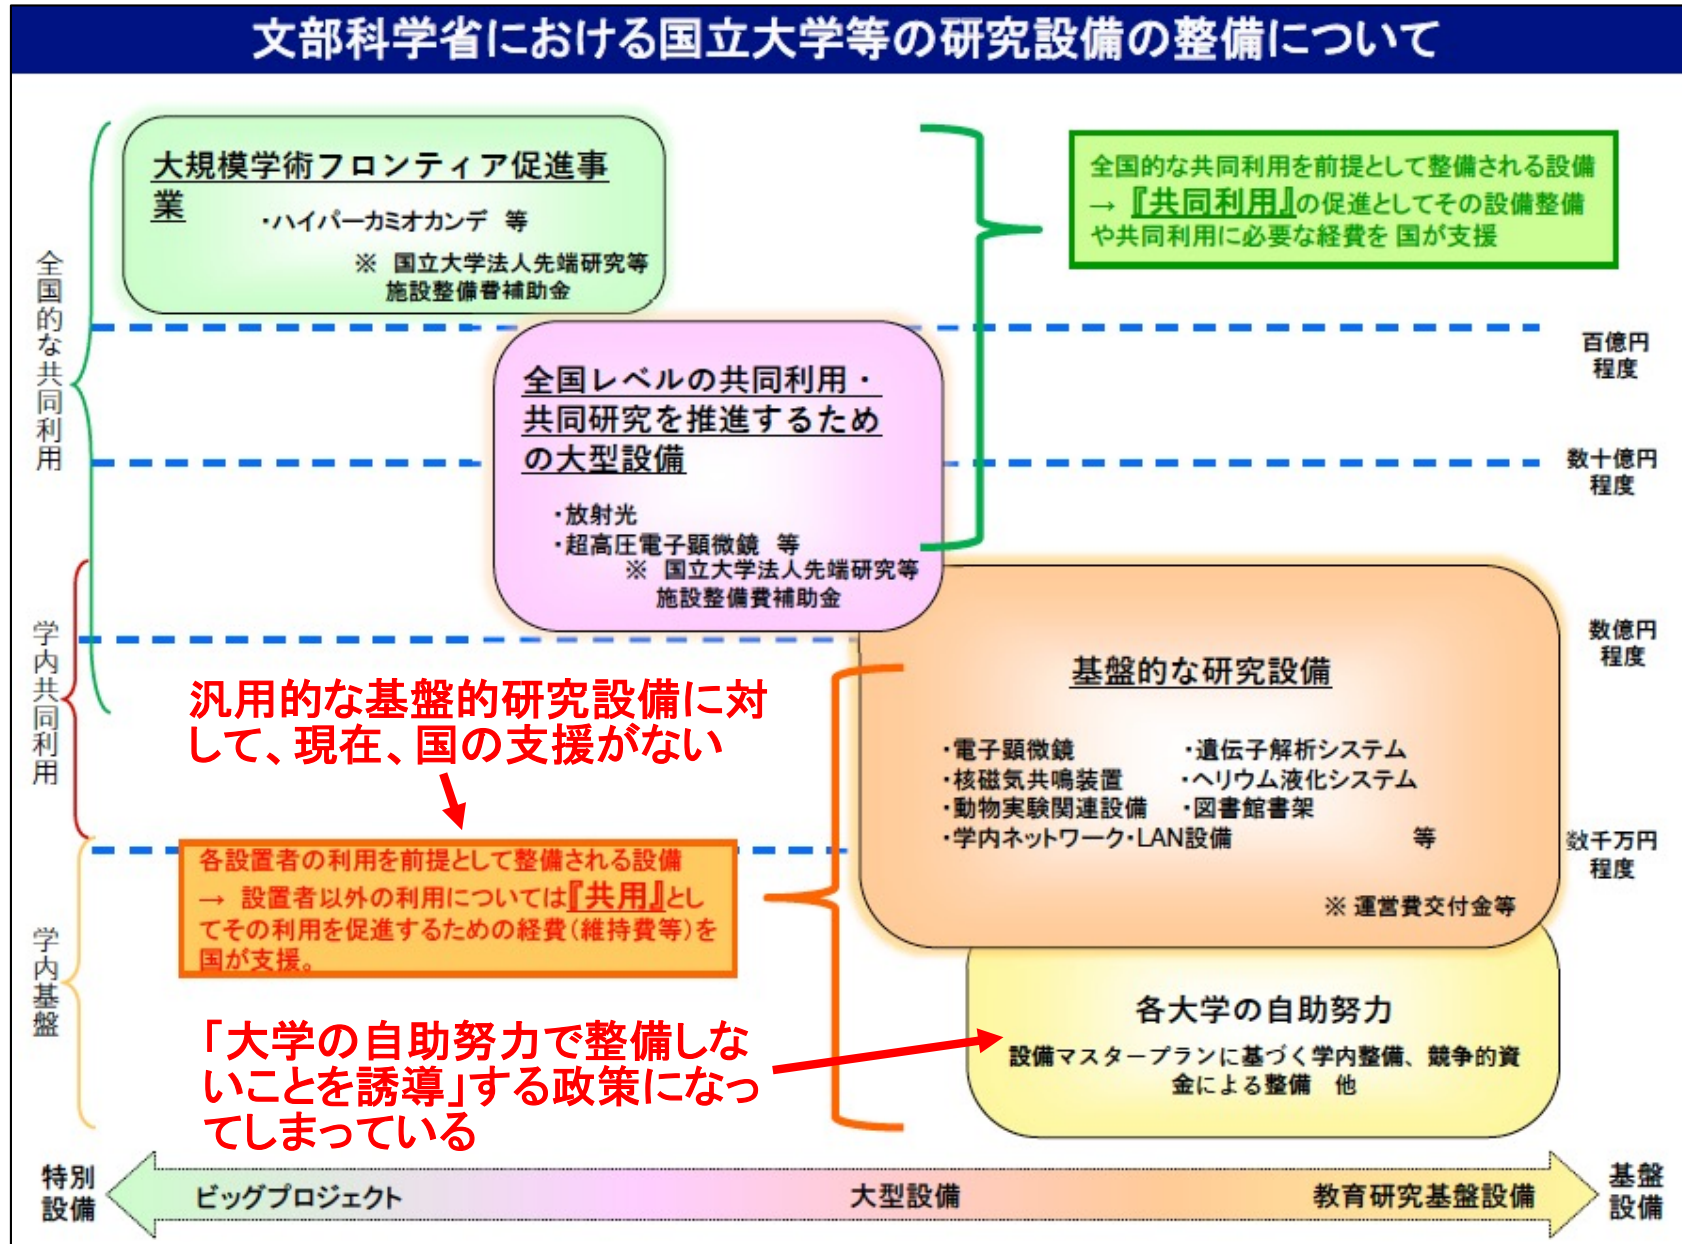 文部科学省における国立大学等の研究設備の整備について
大規模学術フロンティア促進事
業
・ハイパーカミオカンデ 等
※ 国立大学法人先端研究等
施設整備費補助金
全国的な共同利用を前提として整備される設備
→ 『共同利用』の促進としてその設備整備
や共同利用に必要な経費を 国が支援
全国的な共同利用
百億円
程度
全国レベルの共同利用・
共同研究を推進するため
の大型設備
・放射光
・超高圧電子顕微鏡 等
※ 国立大学法人先端研究等
施設整備費補助金
数十億円
程度
学内共同利用
数億円
程度
基盤的な研究設備
・電子顕微鏡 ・遺伝子解析システム
・核磁気共鳴装置 ・ヘリウム液化システム
・動物実験関連設備 ・図書館書架
・学内ネットワーク・LAN設備 等
※ 運営費交付金等
汎用的な基盤的研究設備に対
して、現在、国の支援がない
数千万円
程度
各設置者の利用を前提として整備される設備
→ 設置者以外の利用については『共用』とし
てその利用を促進するための経費(維持費等)を
国が支援。
学内基盤
各大学の自助努力
設備マスタープランに基づく学内整備、競争的資
金による整備 他
「大学の自助努力で整備しな
いことを誘導」する政策になっ
てしまっている
特別
設備
ビッグプロジェクト
大型設備
教育研究基盤設備
基盤
設備